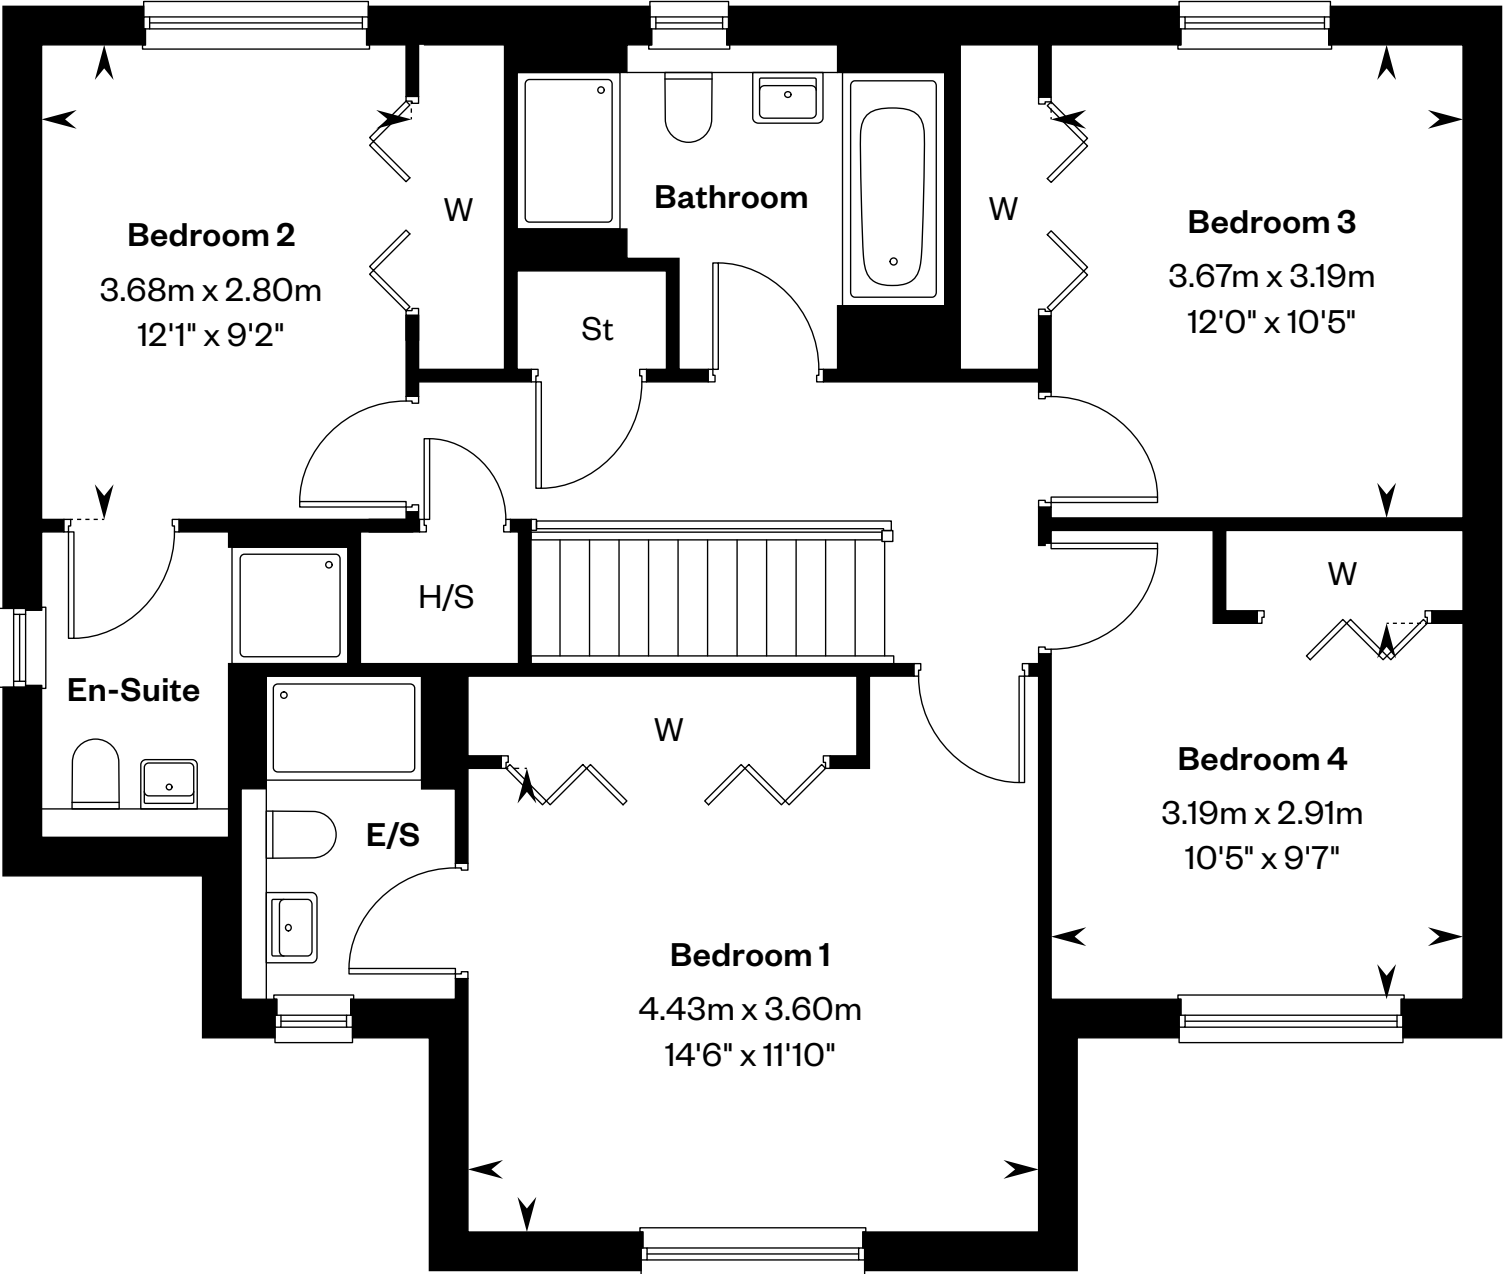 Bedroom 2
3.68m x 2.80m
12'1" x 9'2"
W
Bathroom
St
W
Bedroom 3
3.67m x 3.19m
12'0" x 10'5"
H/S
W
En-Suite
W
E/S
Bedroom 4
3.19m x 2.91m
10'5" x 9'7"
Bedroom 1
4.43m x 3.60m
14'6" x 11'10"